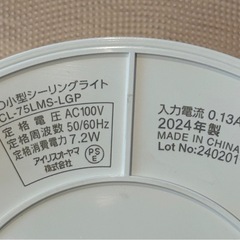 小型シーリングライト
CL-75LMS-LGP
定格電圧 AC100V
定格周波数 50/60Hz
定格消費電力 7.2W
アイリスオーヤマ
株式会社
PS
E
入力電流 0.13A
2024年製
MADE IN CHINA
Lot No:240201